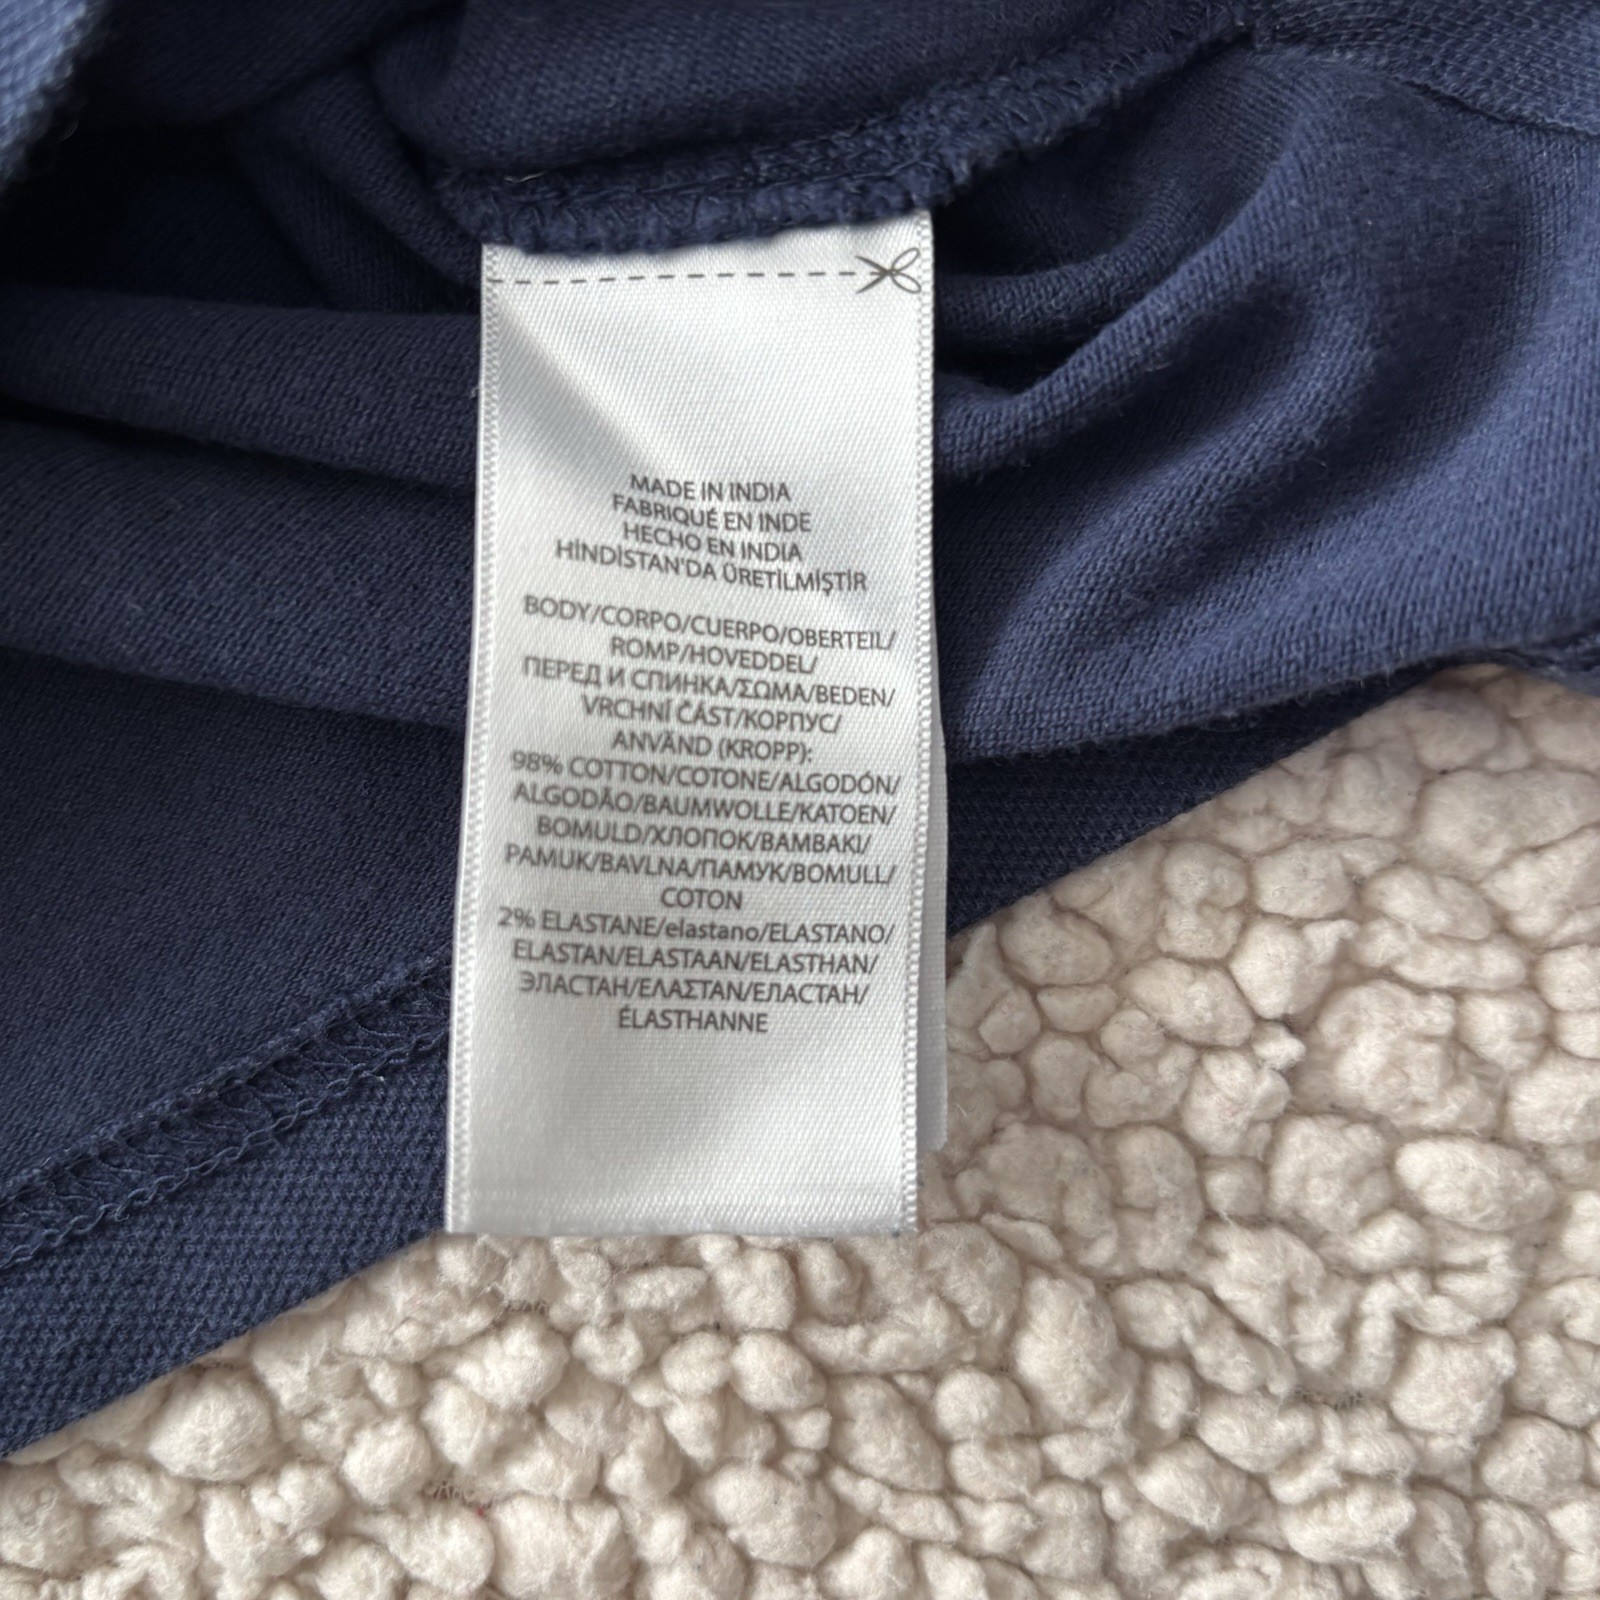 MADE IN INDIA
FABRIQUÉ EN INDE
HECHO EN INDIA
HİNDİSTAN'DA ÜRETİLMİŞTİR
BODY/CORPO/CUERPO/OBERTEIL/
ROMP/HOVEDDEL/
ПЕРЕД И СПИНКА/ΣΩΜΑ/BEDEN/
VRCHNÍ ČÁST/КОРПУС/
ANVÄND (KROPP):
98% COTTON/COTONE/ALGODÓN/
ALGODÃO/BAUMWOLLE/KATOEN/
BOMULD/ХЛОПОК/BAMBAKI/
PAMUK/BAVLNA/ПАМУК/BOMULL/
COTON
2% ELASTANE/elastano/ELASTANO/
ELASTAN/ELASTAAN/ELASTHAN/
ЭЛАСТАН/ΕΛΑΣΤΑΝ/ЕЛАСТАН/
ÉLASTHANNE